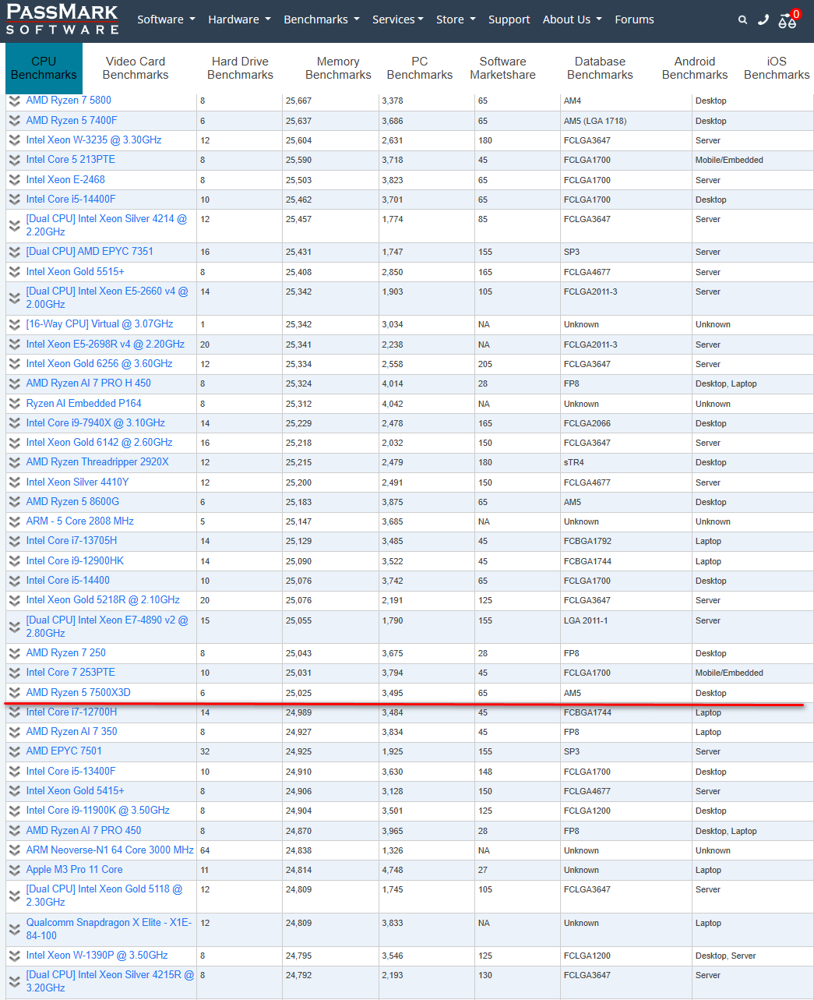 PASSMARK
SOFTWARE
Software Hardware Benchmarks Services Store Support About Us Forums 0
CPU Benchmarks Video Card Benchmarks Hard Drive Benchmarks Memory Benchmarks PC Benchmarks Software Marketshare Database Benchmarks Android Benchmarks iOS Benchmarks
AMD Ryzen 7 5800 8 25,667 3,378 65 AM4 Desktop
AMD Ryzen 5 7400F 6 25,637 3,686 65 AM5 (LGA 1718) Desktop
Intel Xeon W-3235 @ 3.30GHz 12 25,604 2,631 180 FCLGA3647 Server
Intel Core 5 213PTE 8 25,590 3,718 45 FCLGA1700 Mobile/Embedded
Intel Xeon E-2468 8 25,503 3,823 65 FCLGA1700 Server
Intel Core i5-14400F 10 25,462 3,701 65 FCLGA1700 Desktop
[Dual CPU] Intel Xeon Silver 4214 @ 12 25,457 1,774 85 FCLGA3647 Server
2.20GHz
[Dual CPU] AMD EPYC 7351 16 25,431 1,747 155 SP3 Server
Intel Xeon Gold 5515+ 8 25,408 2,850 165 FCLGA4677 Server
[Dual CPU] Intel Xeon E5-2660 v4 @ 14 25,342 1,903 105 FCLGA2011-3 Server
2.00GHz
[16-Way CPU] Virtual @ 3.07GHz 1 25,342 3,034 NA Unknown Unknown
Intel Xeon E5-2698R v4 @ 2.20GHz 20 25,341 2,238 NA FCLGA2011-3 Server
Intel Xeon Gold 6256 @ 3.60GHz 12 25,334 2,558 205 FCLGA3647 Server
AMD Ryzen AI 7 PRO H 450 8 25,324 4,014 28 FP8 Desktop, Laptop
Ryzen AI Embedded P164 8 25,312 4,042 NA Unknown Unknown
Intel Core i9-7940X @ 3.10GHz 14 25,229 2,478 165 FCLGA2066 Desktop
Intel Xeon Gold 6142 @ 2.60GHz 16 25,218 2,032 150 FCLGA3647 Server
AMD Ryzen Threadripper 2920X 12 25,215 2,479 180 sTR4 Desktop
Intel Xeon Silver 4410Y 12 25,200 2,491 150 FCLGA4677 Server
AMD Ryzen 5 8600G 6 25,183 3,875 65 AM5 Desktop
ARM - 5 Core 2808 MHz 5 25,147 3,685 NA Unknown Unknown
Intel Core i7-13705H 14 25,129 3,485 45 FCBGA1792 Laptop
Intel Core i9-12900HK 14 25,090 3,522 45 FCBGA1744 Laptop
Intel Core i5-14400 10 25,076 3,742 65 FCLGA1700 Desktop
Intel Xeon Gold 5218R @ 2.10GHz 20 25,076 2,191 125 FCLGA3647 Server
[Dual CPU] Intel Xeon E7-4890 v2 @ 15 25,055 1,790 155 LGA 2011-1 Server
2.80GHz
AMD Ryzen 7 250 8 25,043 3,675 28 FP8 Desktop
Intel Core 7 253PTE 10 25,031 3,794 45 FCLGA1700 Mobile/Embedded
AMD Ryzen 5 7500X3D 6 25,025 3,495 65 AM5 Desktop
Intel Core i7-12700H 14 24,989 3,484 45 FCBGA1744 Laptop
AMD Ryzen AI 7 350 8 24,927 3,834 45 FP8 Laptop
AMD EPYC 7501 32 24,925 1,925 155 SP3 Server
Intel Core i5-13400F 10 24,910 3,630 148 FCLGA1700 Desktop
Intel Xeon Gold 5415+ 8 24,906 3,128 150 FCLGA4677 Server
Intel Core i9-11900K @ 3.50GHz 8 24,904 3,501 125 FCLGA1200 Desktop
AMD Ryzen AI 7 PRO 450 8 24,870 3,965 28 FP8 Desktop, Laptop
ARM Neoverse-N1 64 Core 3000 MHz 64 24,838 1,326 NA Unknown Unknown
Apple M3 Pro 11 Core 11 24,814 4,748 27 Unknown Laptop
[Dual CPU] Intel Xeon Gold 5118 @ 12 24,809 1,745 105 FCLGA3647 Server
2.30GHz
Qualcomm Snapdragon X Elite - X1E- 12 24,809 3,833 NA Unknown Laptop
84-100
Intel Xeon W-1390P @ 3.50GHz 8 24,795 3,546 125 FCLGA1200 Desktop, Server
[Dual CPU] Intel Xeon Silver 4215R @ 8 24,792 2,193 130 FCLGA3647 Server
3.20GHz